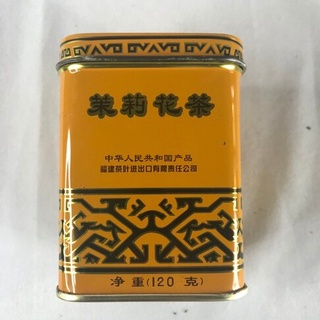 茉莉花茶
中华人民共和国产品
福建茶叶进出口有限责任公司
净重(120克)